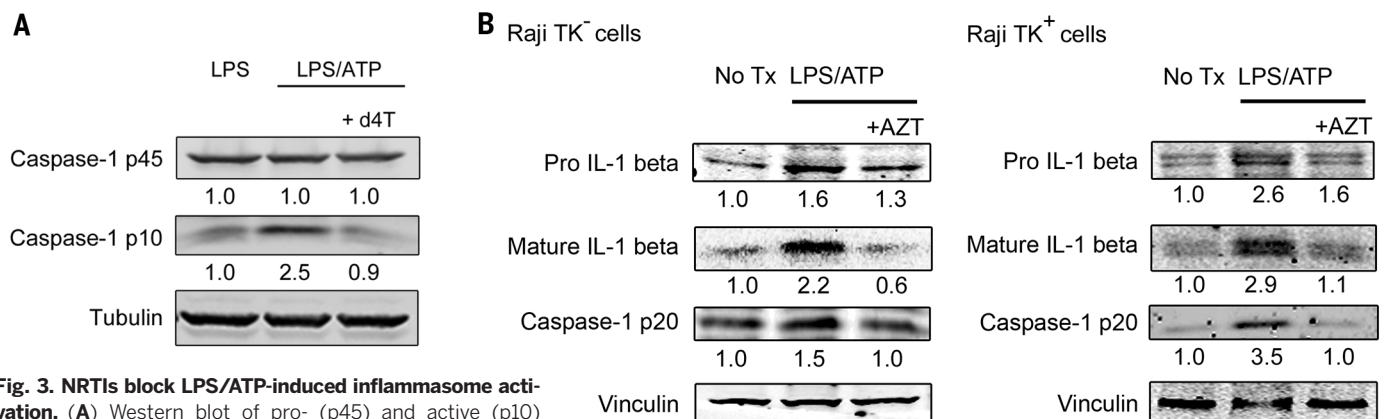 A
LPS LPS/ATP
+ d4T
Caspase-1 p45
1.0 1.0 1.0
Caspase-1 p10
1.0 2.5 0.9
Tubulin
Fig. 3. NRTIs block LPS/ATP-induced inflammasome acti-
vation. (A) Western blot of pro- (p45) and active (p10)
B Raji TK⁻ cells
No Tx LPS/ATP
+AZT
Pro IL-1 beta
1.0 1.6 1.3
Mature IL-1 beta
1.0 2.2 0.6
Caspase-1 p20
1.0 1.5 1.0
Vinculin
Raji TK⁺ cells
No Tx LPS/ATP
+AZT
Pro IL-1 beta
1.0 2.6 1.6
Mature IL-1 beta
1.0 2.9 1.1
Caspase-1 p20
1.0 3.5 1.0
Vinculin